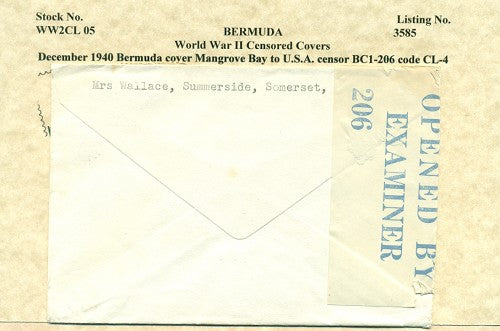 Stock No.
WW2CL 05
BERMUDA
Listing No.
3585
World War II Censored Covers
December 1940 Bermuda cover Mangrove Bay to U.S.A. censor BC1-206 code CL-4
Mrs Wallace, Summerside, Somerset,
OPENED BY
EXAMINER
206